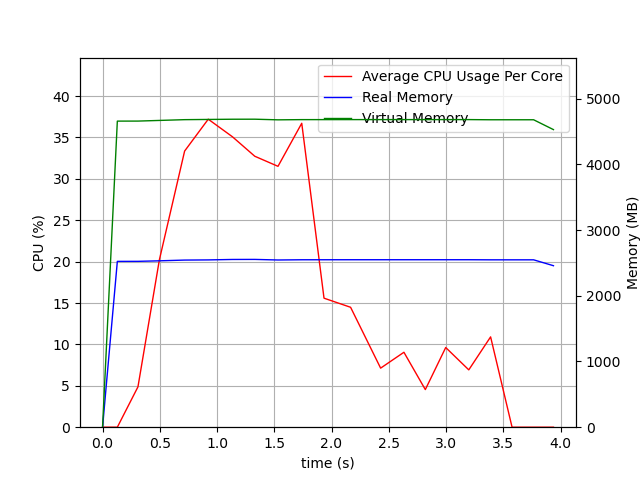 Average CPU Usage Per Core
Real Memory
Virtual Memory
CPU (%)
40
35
30
25
20
15
10
5
0
5000
4000
3000
2000
1000
0
Memory (MB)
0.0 0.5 1.0 1.5 2.0 2.5 3.0 3.5 4.0
time (s)